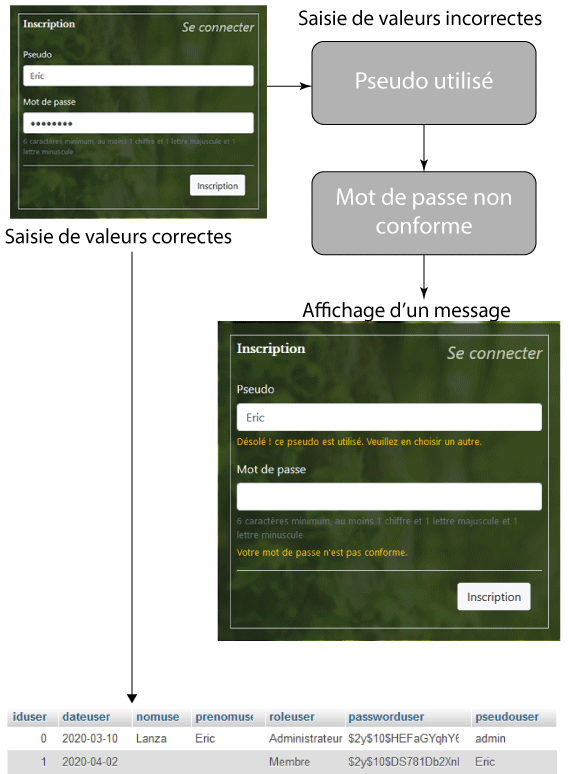 Inscription
Se connecter
Pseudo
Eric
Mot de passe
6 caractères minimum, au moins 1 chiffre et 1 lettre majuscule et 1
lettre minuscule
Inscription
Saisie de valeurs incorrectes
Pseudo utilisé
Mot de passe non
conforme
Saisie de valeurs correctes
Affichage d'un message
Inscription
Se connecter
Pseudo
Eric
Désolé ! ce pseudo est utilisé. Veuillez en choisir un autre.
Mot de passe
6 caractères minimum, au moins 1 chiffre et 1 lettre majuscule et 1
lettre minuscule
Votre mot de passe n'est pas conforme.
Inscription
iduser dateuser nomuse prenomuse roleuser passworduser pseudouser
0 2020-03-10 Lanza Eric Administrateur $2y$10$HEFaGYqhY6 admin
1 2020-04-02 Membre $2y$10$DS781Db2Xnl Eric